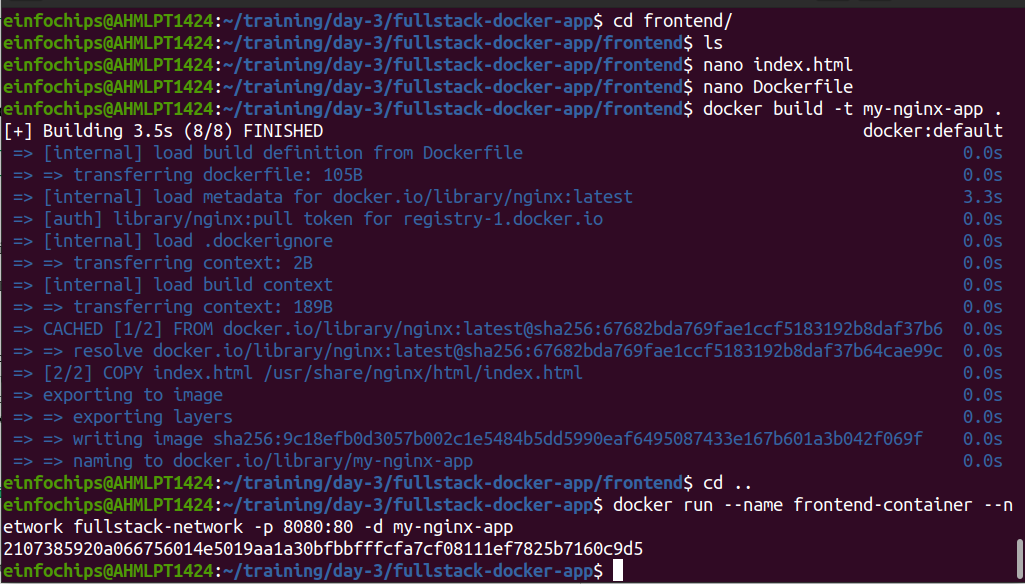 einfochips@AHMLPT1424:~/training/day-3/fullstack-docker-app$ cd frontend/
einfochips@AHMLPT1424:~/training/day-3/fullstack-docker-app/frontend$ ls
einfochips@AHMLPT1424:~/training/day-3/fullstack-docker-app/frontend$ nano index.html
einfochips@AHMLPT1424:~/training/day-3/fullstack-docker-app/frontend$ nano Dockerfile
einfochips@AHMLPT1424:~/training/day-3/fullstack-docker-app/frontend$ docker build -t my-nginx-app .
[+] Building 3.5s (8/8) FINISHED docker:default
=> [internal] load build definition from Dockerfile 0.0s
=> => transferring dockerfile: 105B 0.0s
=> [internal] load metadata for docker.io/library/nginx:latest 3.3s
=> [auth] library/nginx:pull token for registry-1.docker.io 0.0s
=> [internal] load .dockerignore 0.0s
=> => transferring context: 2B 0.0s
=> [internal] load build context 0.0s
=> => transferring context: 189B 0.0s
=> CACHED [1/2] FROM docker.io/library/nginx:latest@sha256:67682bda769fae1ccf5183192b8daf37b6 0.0s
=> => resolve docker.io/library/nginx:latest@sha256:67682bda769fae1ccf5183192b8daf37b64cae99c 0.0s
=> [2/2] COPY index.html /usr/share/nginx/html/index.html 0.0s
=> exporting to image 0.0s
=> => exporting layers 0.0s
=> => writing image sha256:9c18efb0d3057b002c1e5484b5dd5990eaf6495087433e167b601a3b042f069f 0.0s
=> => naming to docker.io/library/my-nginx-app 0.0s
einfochips@AHMLPT1424:~/training/day-3/fullstack-docker-app/frontend$ cd ..
einfochips@AHMLPT1424:~/training/day-3/fullstack-docker-app$ docker run --name frontend-container --n
etwork fullstack-network -p 8080:80 -d my-nginx-app
2107385920a066756014e5019aa1a30bfbbfffcfa7cf08111ef7825b7160c9d5
einfochips@AHMLPT1424:~/training/day-3/fullstack-docker-app$